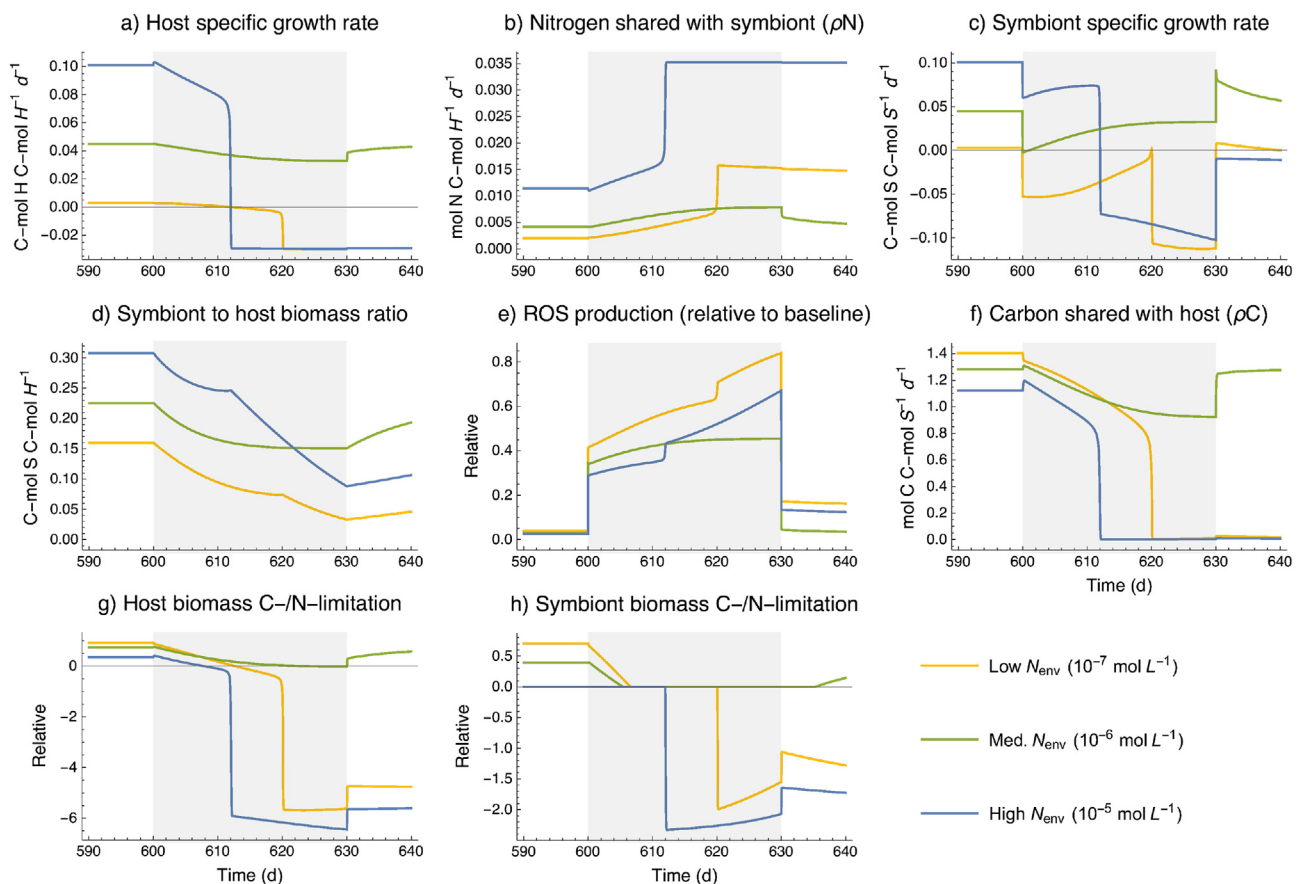 a) Host specific growth rate
C−mol H C−mol H⁻¹ d⁻¹
0.10
0.08
0.06
0.04
0.02
0.00
−0.02
590 600 610 620 630 640
b) Nitrogen shared with symbiont (ρN)
mol N C−mol H⁻¹ d⁻¹
0.035
0.030
0.025
0.020
0.015
0.010
0.005
0.000
590 600 610 620 630 640
c) Symbiont specific growth rate
C−mol S C−mol S⁻¹ d⁻¹
0.10
0.05
0.00
−0.05
−0.10
590 600 610 620 630 640
d) Symbiont to host biomass ratio
C−mol S C−mol H⁻¹
0.30
0.25
0.20
0.15
0.10
0.05
0.00
590 600 610 620 630 640
e) ROS production (relative to baseline)
Relative
0.8
0.6
0.4
0.2
0.0
590 600 610 620 630 640
f) Carbon shared with host (ρC)
mol C C−mol S⁻¹ d⁻¹
1.4
1.2
1.0
0.8
0.6
0.4
0.2
0.0
590 600 610 620 630 640
Time (d)
g) Host biomass C−/N−limitation
Relative
0
−2
−4
−6
590 600 610 620 630 640
Time (d)
h) Symbiont biomass C−/N−limitation
Relative
0.5
0.0
−0.5
−1.0
−1.5
−2.0
590 600 610 620 630 640
Time (d)
Low N_env (10⁻⁷ mol L⁻¹)
Med. N_env (10⁻⁶ mol L⁻¹)
High N_env (10⁻⁵ mol L⁻¹)